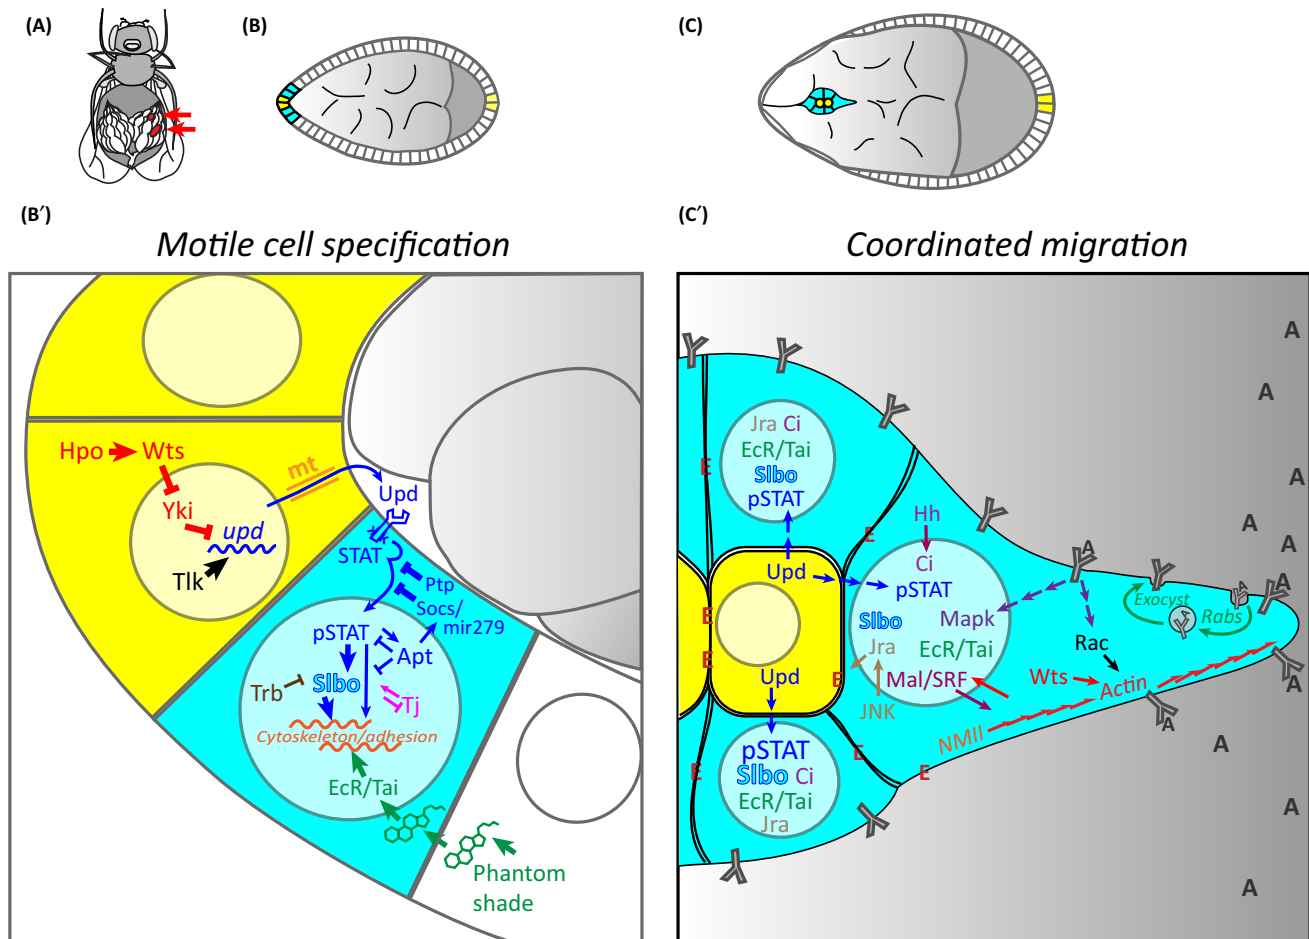 (A)
(B)
(C)
(B′)
Motile cell specification
Hpo
Wts
Yki
upd
Tlk
mt
Upd
STAT
Ptp
Socs/
mir279
pSTAT
Apt
Trb
Slbo
Tj
Cytoskeleton/adhesion
EcR/Tai
Phantom
shade
(C′)
Coordinated migration
A
A
A
A
A
A
A
A
A
A
A
A
A
A
Jra Ci
EcR/Tai
Slbo
pSTAT
E
E
E
E
E
E
E
E
Upd
Hh
Ci
pSTAT
Mapk
Slbo
EcR/Tai
Jra
Mal/SRF
JNK
Upd
pSTAT
Slbo Ci
EcR/Tai
Jra
Exocyst
Rabs
Rac
Wts
Actin
NMII